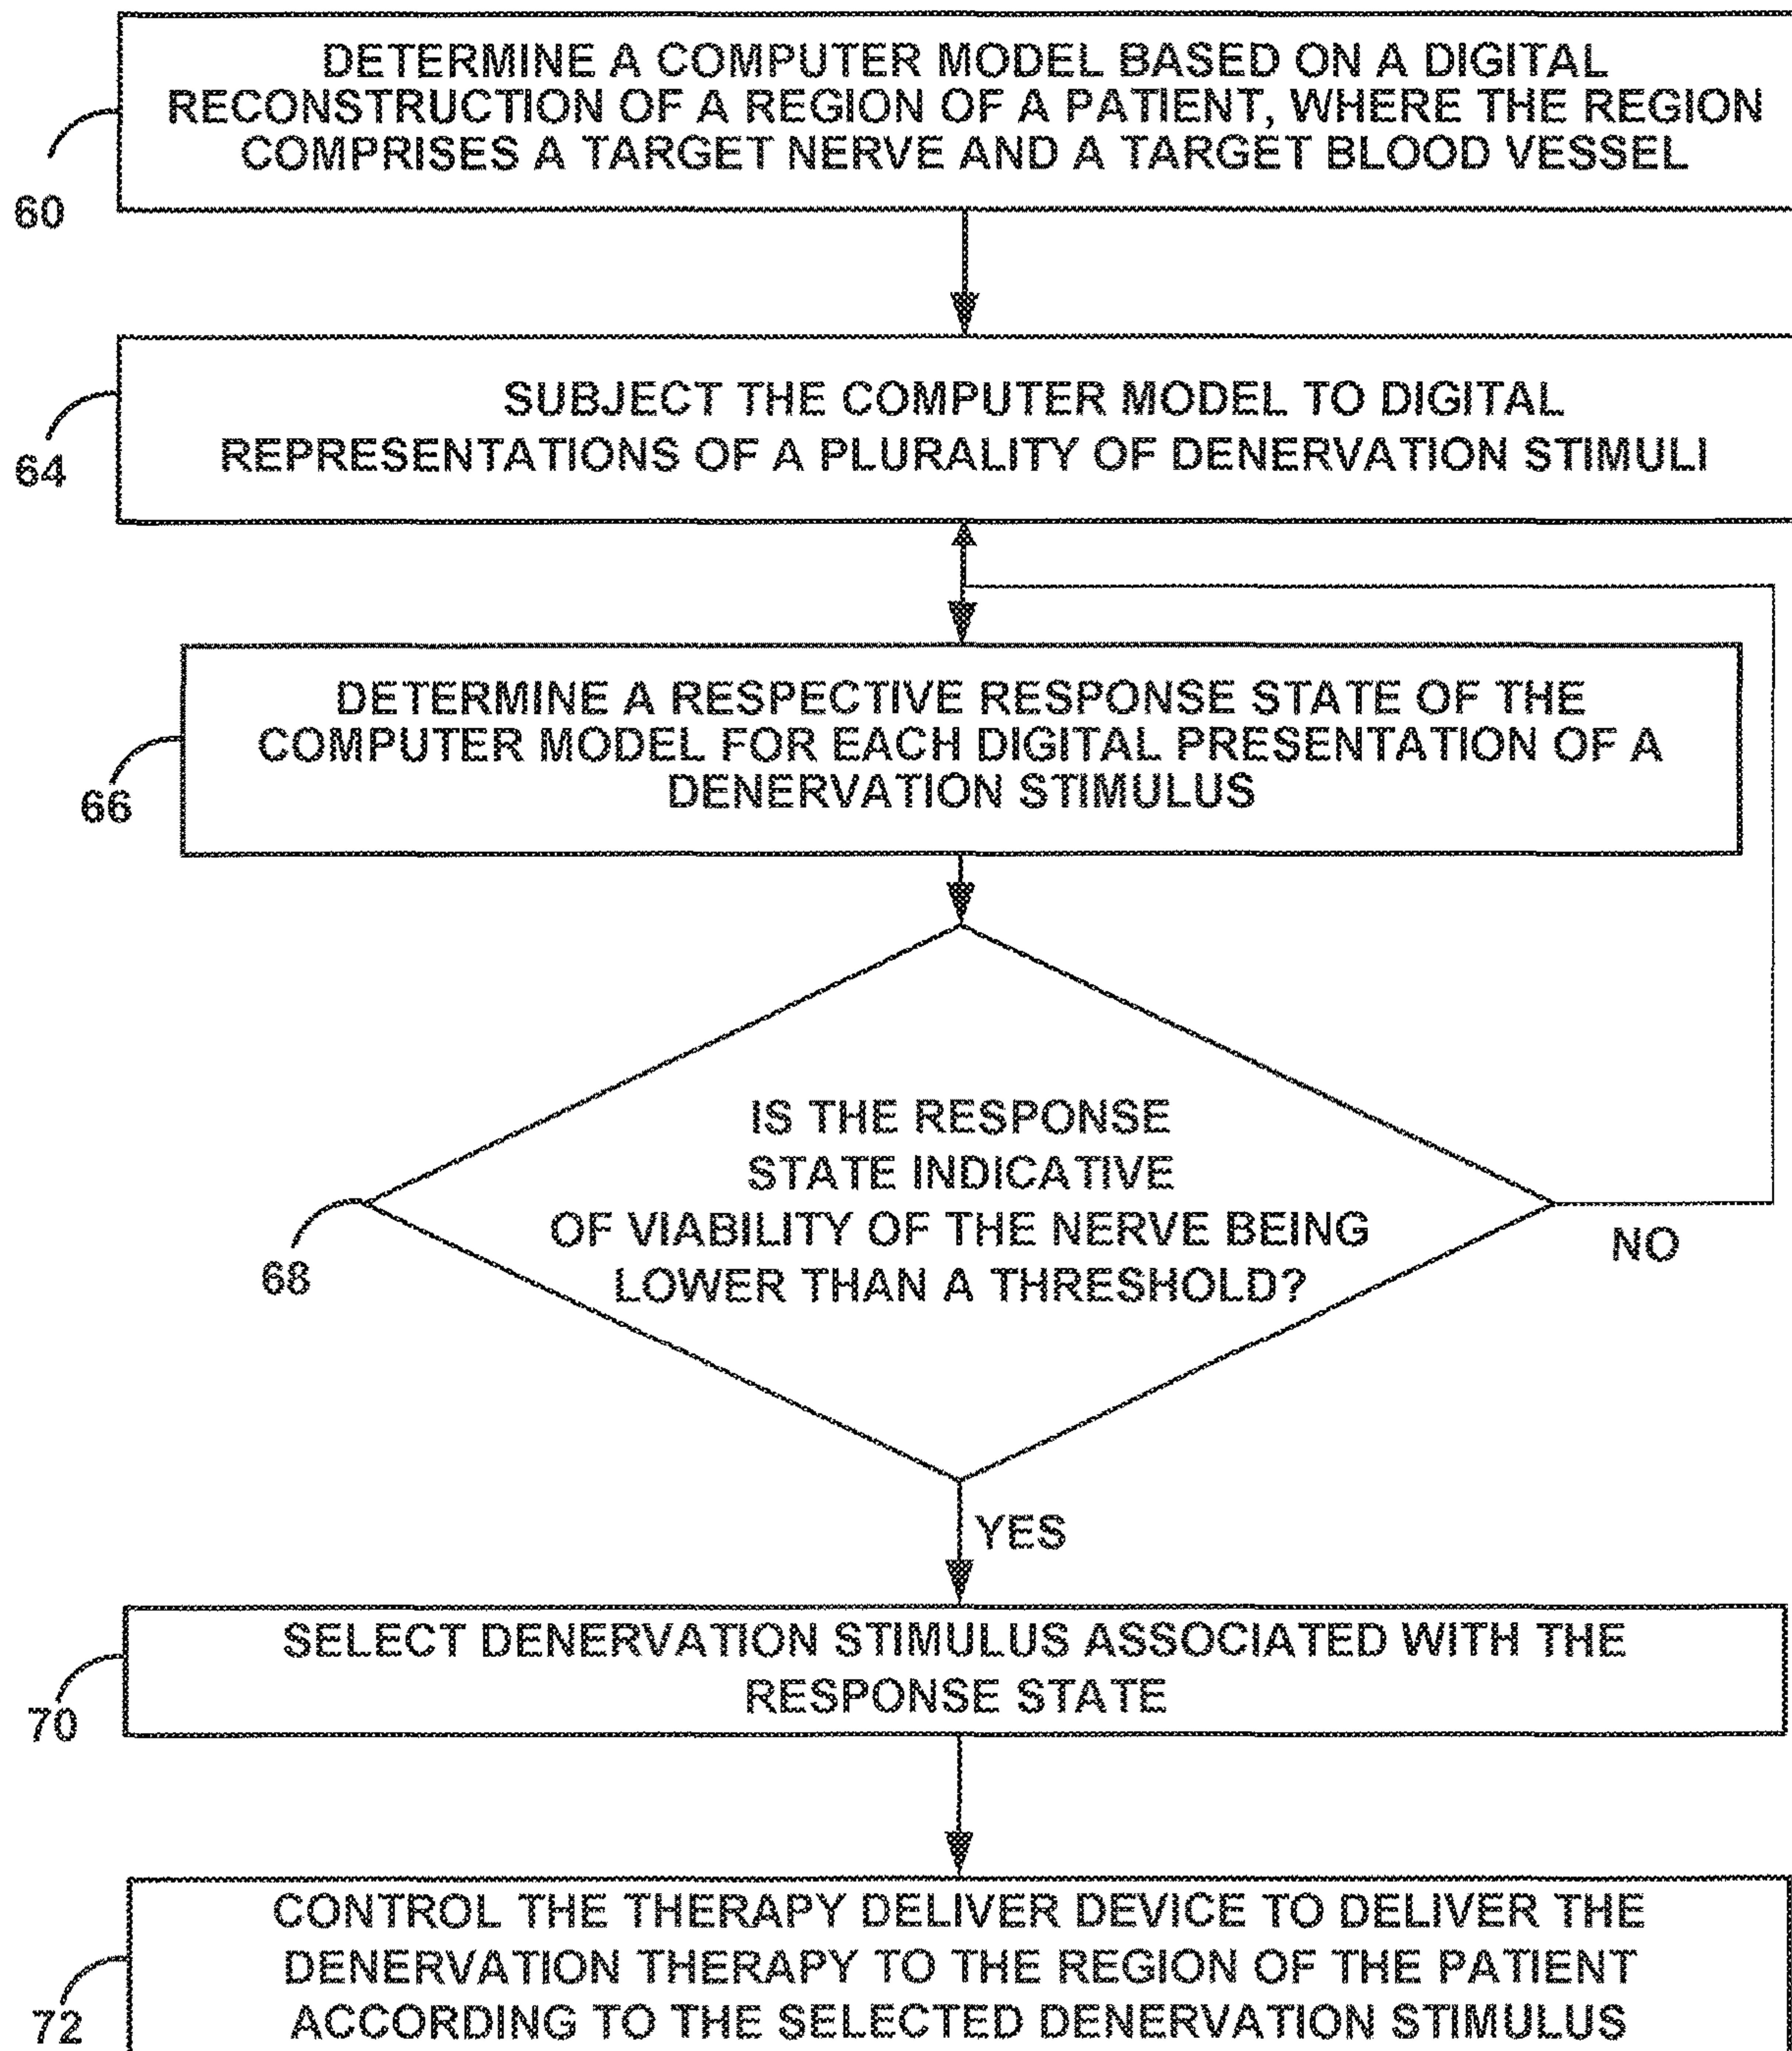 DETERMINE A COMPUTER MODEL BASED ON A DIGITAL
RECONSTRUCTION OF A REGION OF A PATIENT, WHERE THE REGION
COMPRISES A TARGET NERVE AND A TARGET BLOOD VESSEL
60
SUBJECT THE COMPUTER MODEL TO DIGITAL
REPRESENTATIONS OF A PLURALITY OF DENERVATION STIMULI
64
DETERMINE A RESPECTIVE RESPONSE STATE OF THE
COMPUTER MODEL FOR EACH DIGITAL PRESENTATION OF A
DENERVATION STIMULUS
66
IS THE RESPONSE
STATE INDICATIVE
OF VIABILITY OF THE NERVE BEING
LOWER THAN A THRESHOLD?
68
NO
YES
SELECT DENERVATION STIMULUS ASSOCIATED WITH THE
RESPONSE STATE
70
CONTROL THE THERAPY DELIVER DEVICE TO DELIVER THE
DENERVATION THERAPY TO THE REGION OF THE PATIENT
ACCORDING TO THE SELECTED DENERVATION STIMULUS
72